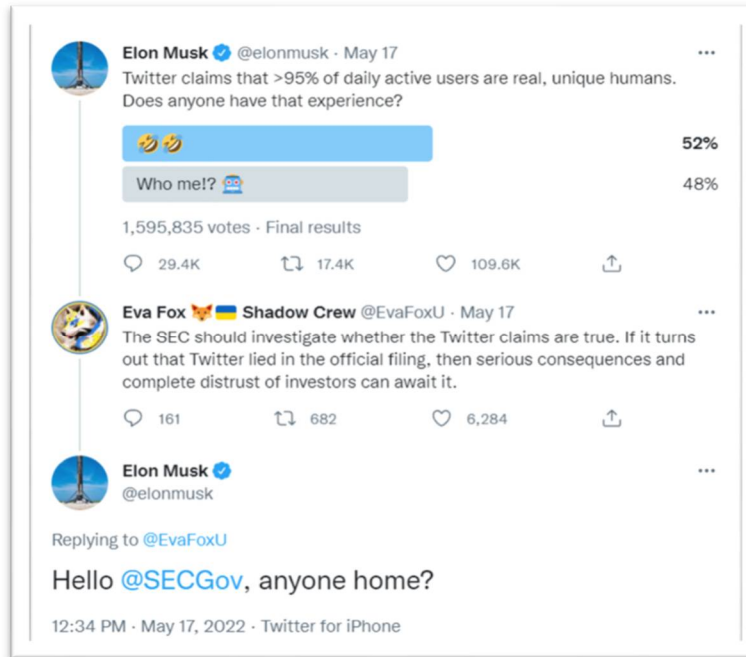 Elon Musk @elonmusk · May 17
Twitter claims that >95% of daily active users are real, unique humans.
Does anyone have that experience?
🤣🤣 52%
Who me!? 🤖 48%
1,595,835 votes · Final results
29.4K 17.4K 109.6K
Eva Fox 🦊🇺🇦 Shadow Crew @EvaFoxU · May 17
The SEC should investigate whether the Twitter claims are true. If it turns
out that Twitter lied in the official filing, then serious consequences and
complete distrust of investors can await it.
161 682 6,284
Elon Musk
@elonmusk
Replying to @EvaFoxU
Hello @SECGov, anyone home?
12:34 PM · May 17, 2022 · Twitter for iPhone